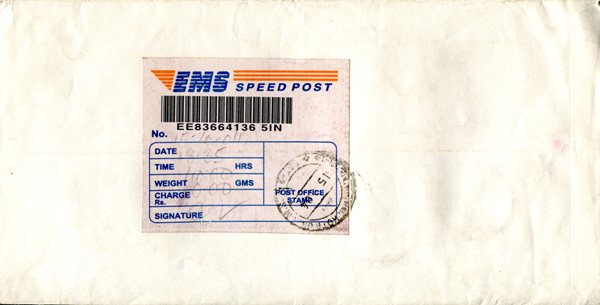 EMS SPEED POST
EE83664136 5IN
No.
DATE
TIME HRS
WEIGHT GMS
CHARGE
Rs.
POST OFFICE
STAMP
SIGNATURE